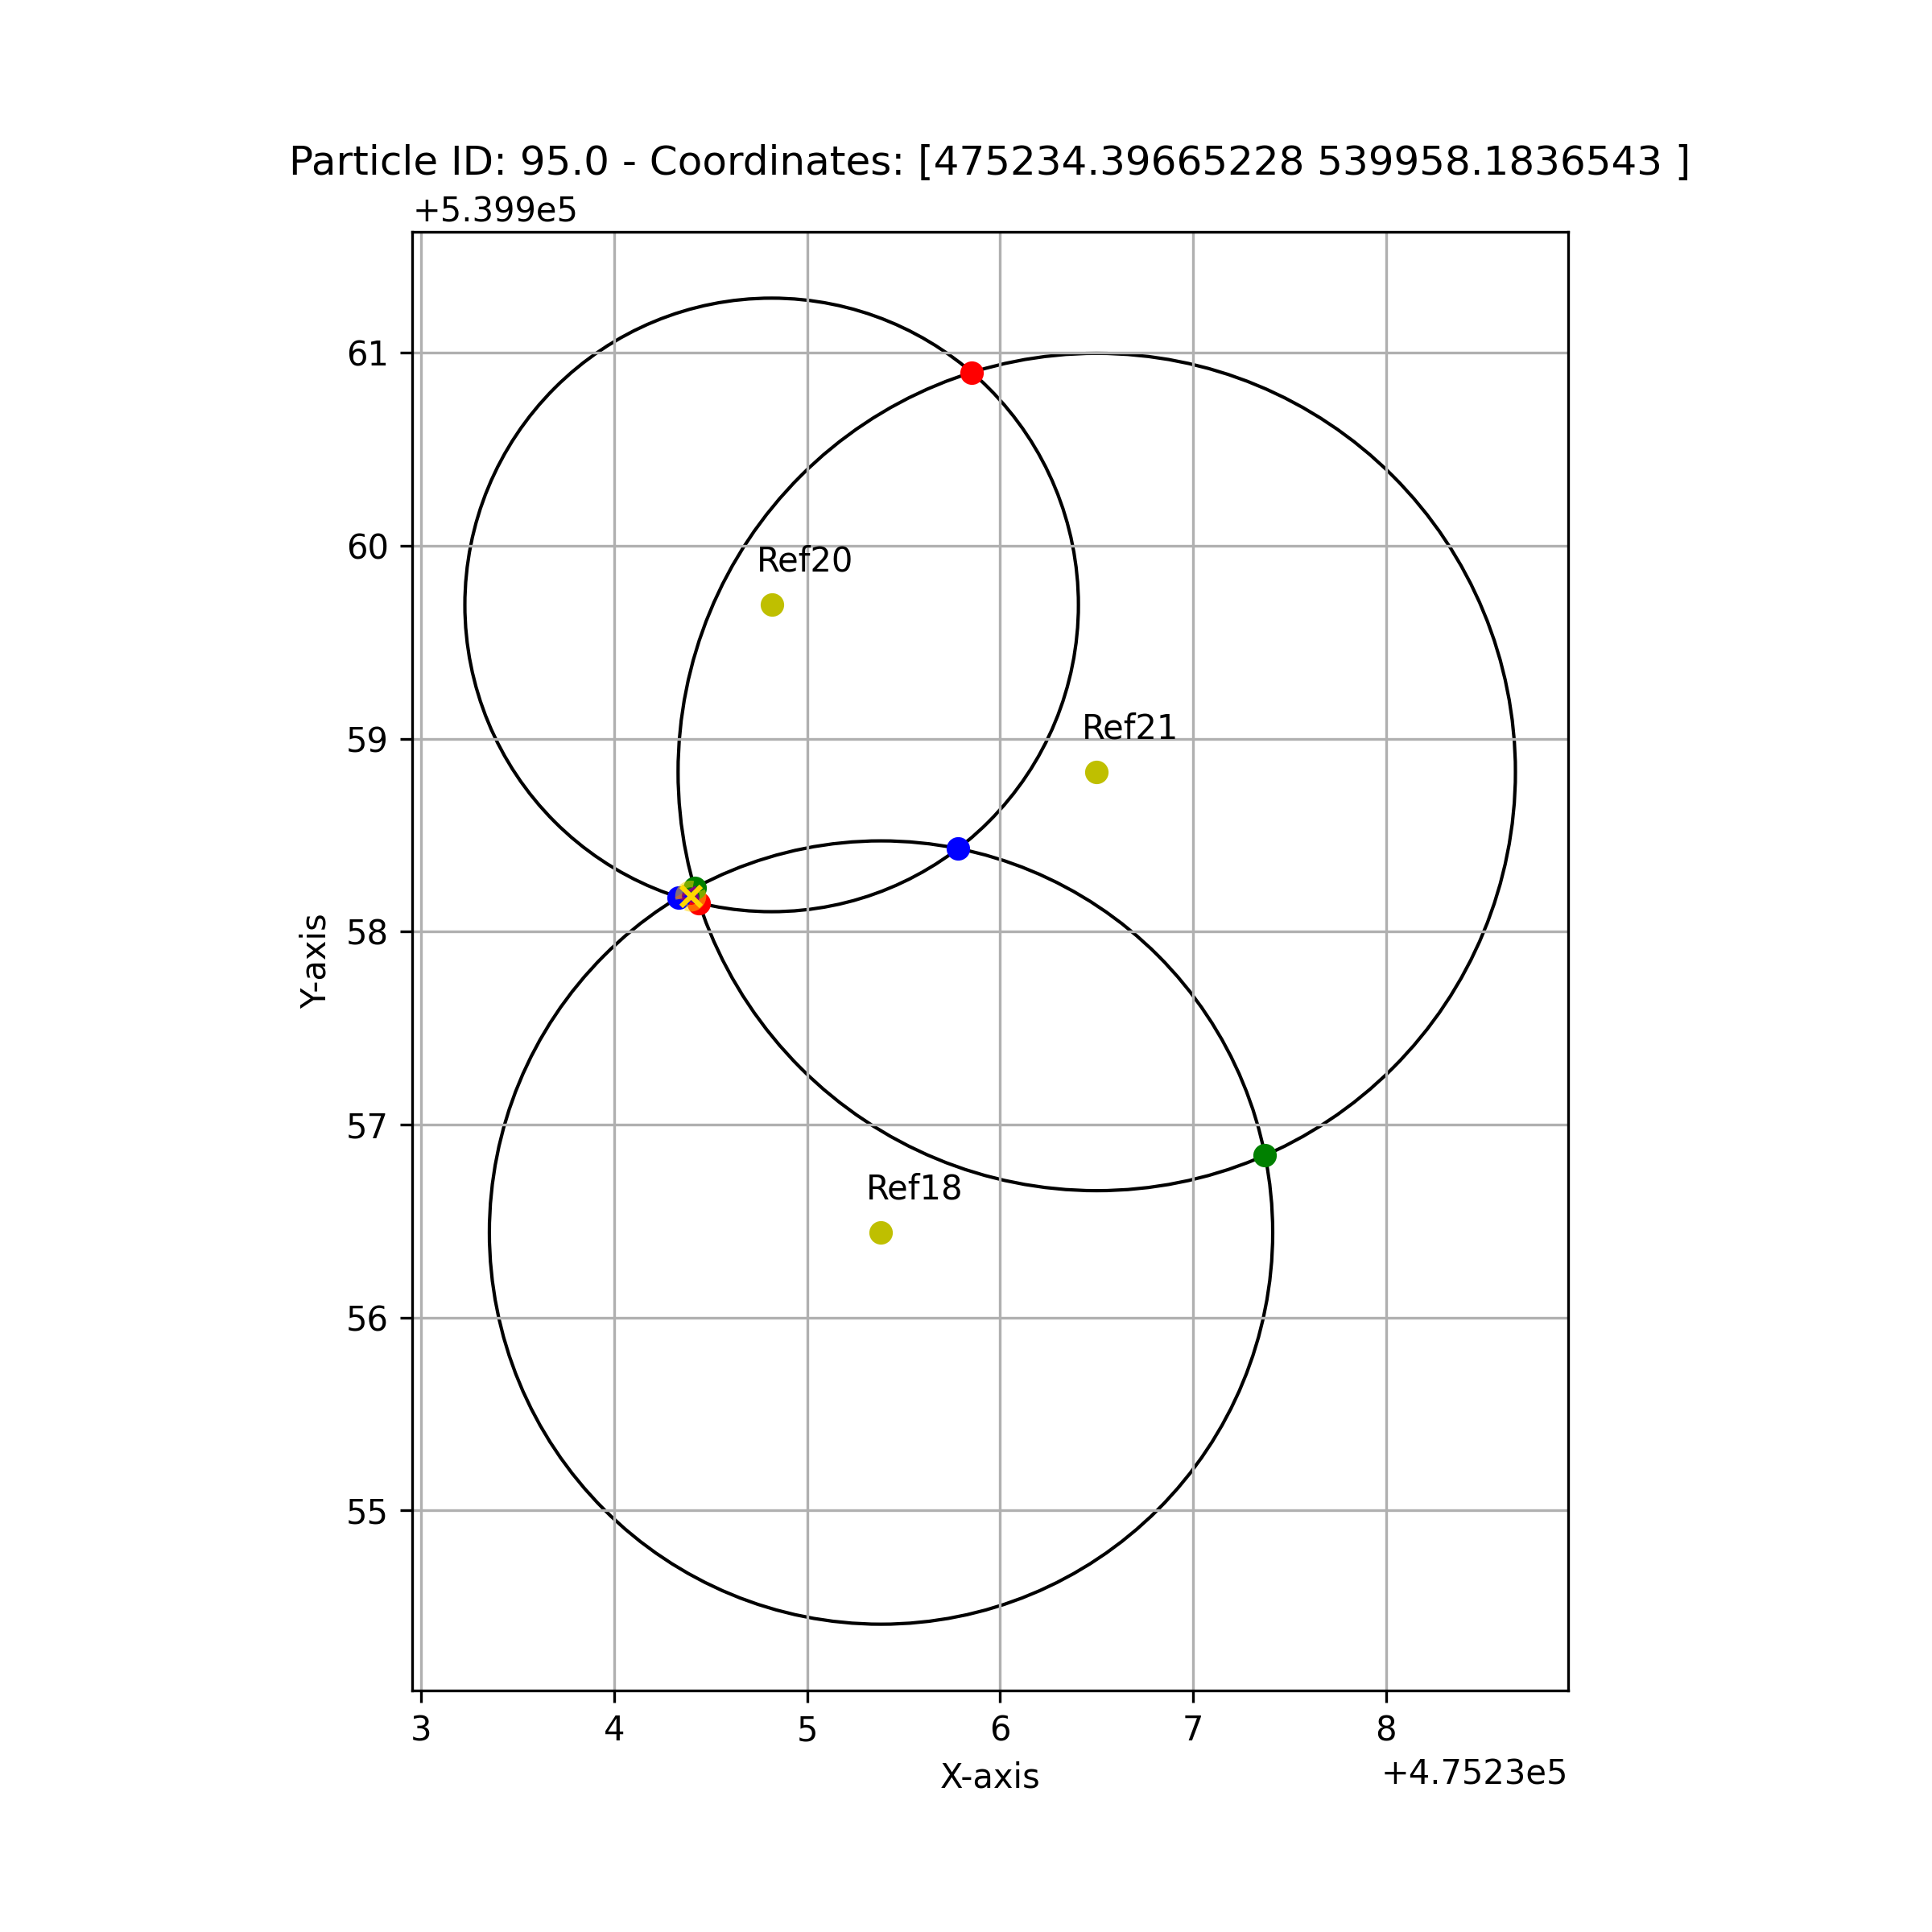 Particle ID: 95.0 - Coordinates: [475234.39665228 539958.1836543 ]
+5.399e5
61
60
Ref20
59
Ref21
58
57
Ref18
56
55
Y-axis
3 4 5 6 7 8
X-axis
+4.7523e5